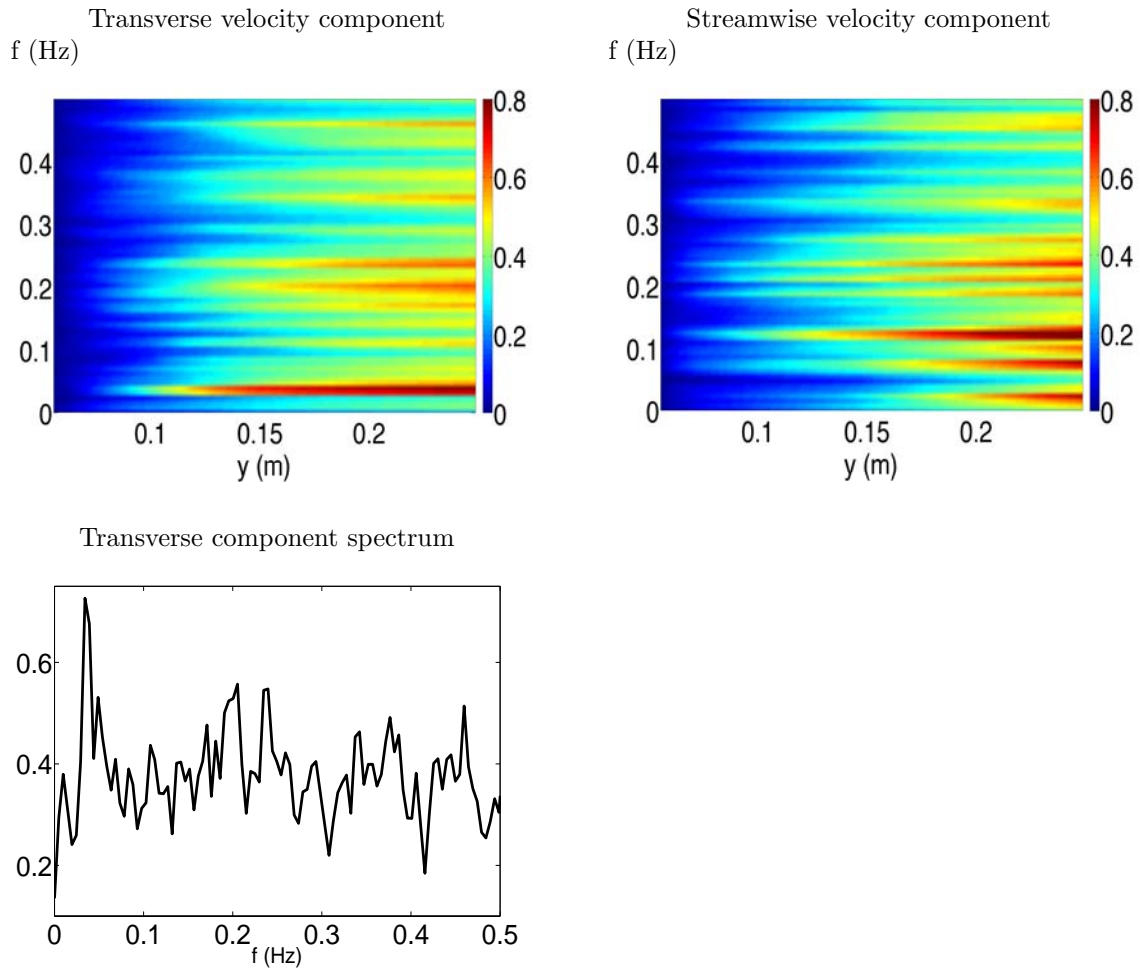 Transverse velocity component
f (Hz)
0.4
0.3
0.2
0.1
0
0.1 0.15 0.2
y (m)
0.8
0.6
0.4
0.2
0
Streamwise velocity component
f (Hz)
0.4
0.3
0.2
0.1
0
0.1 0.15 0.2
y (m)
0.8
0.6
0.4
0.2
0
Transverse component spectrum
0.6
0.4
0.2
0 0.1 0.2 0.3 0.4 0.5
f (Hz)